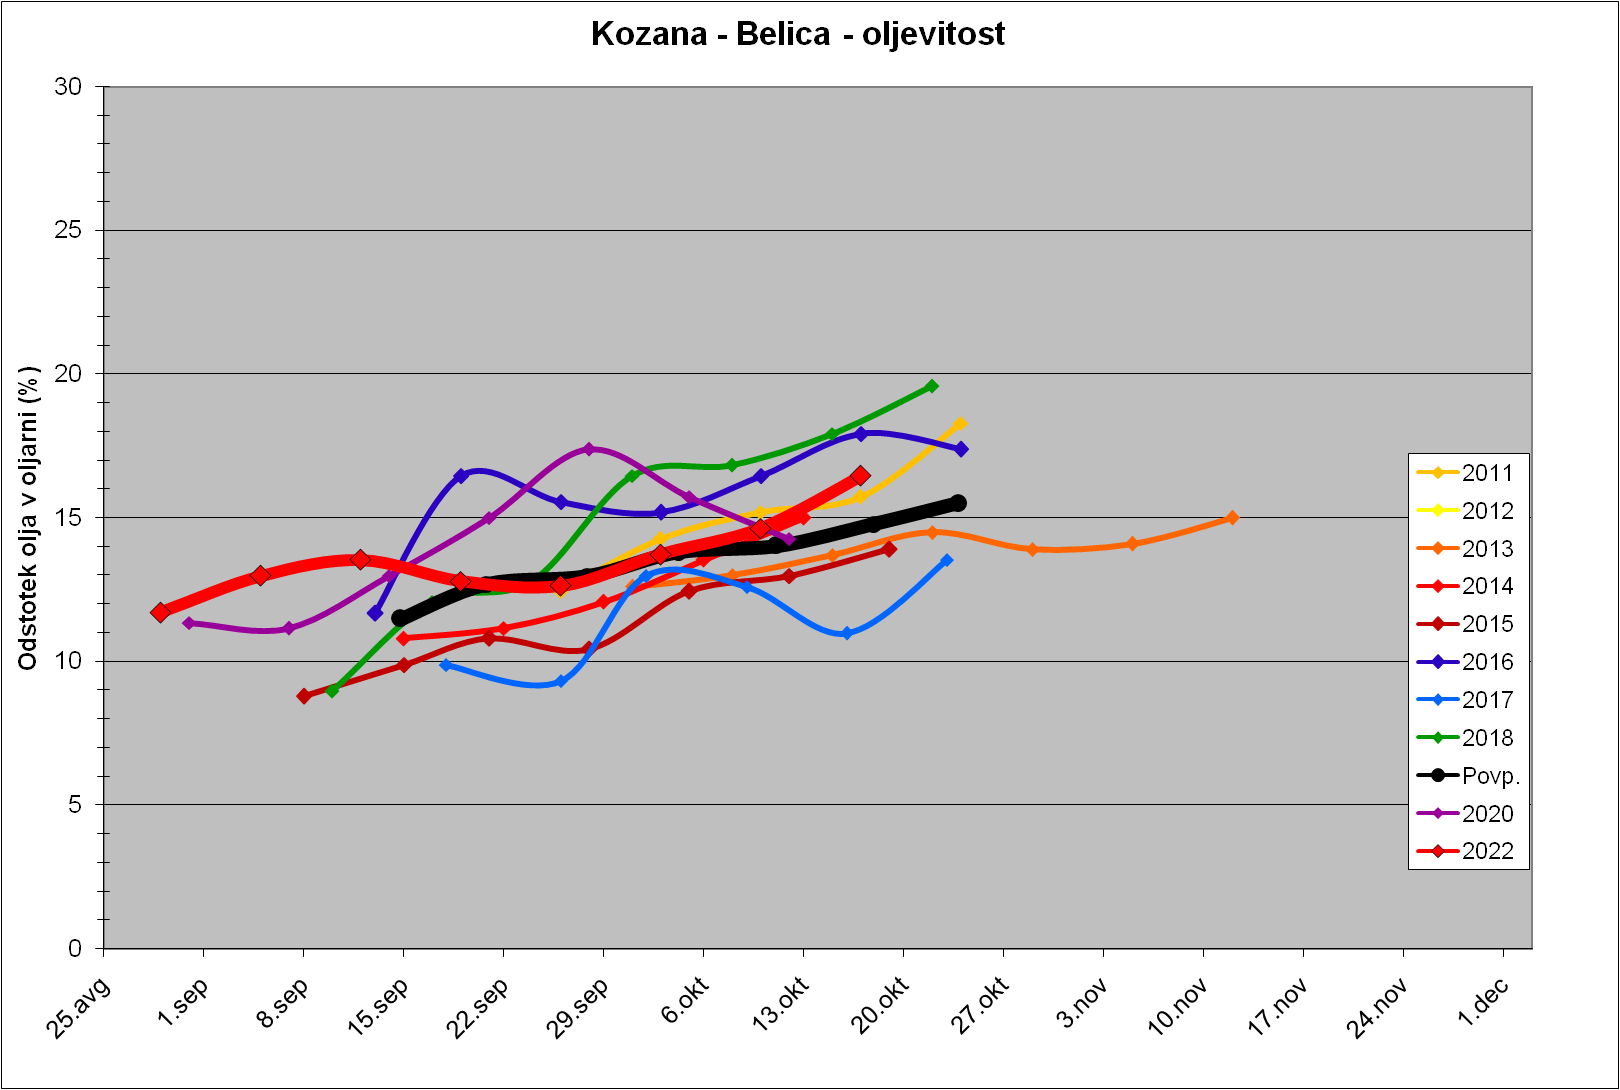 Kozana - Belica - oljevitost
Odstotek olja v oljarni (%)
30
25
20
15
10
5
0
25.avg
1.sep
8.sep
15.sep
22.sep
29.sep
6.okt
13.okt
20.okt
27.okt
3.nov
10.nov
17.nov
24.nov
1.dec
2011
2012
2013
2014
2015
2016
2017
2018
Povp.
2020
2022